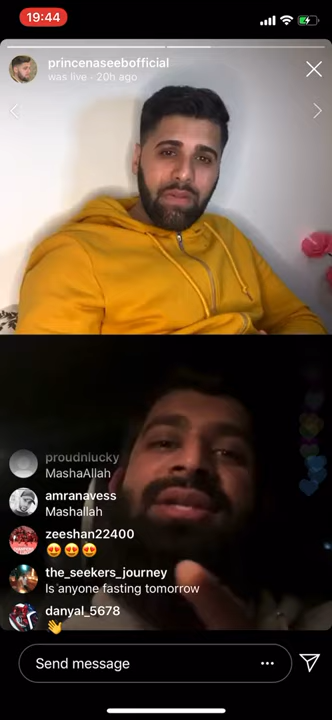 19:44
princenaseebofficial
was live · 20h ago
proudnlucky
MashaAllah
amranavess
Mashallah
zeeshan22400
😍😍😍
the_seekers_journey
Is anyone fasting tomorrow
danyal_5678
👋
Send message